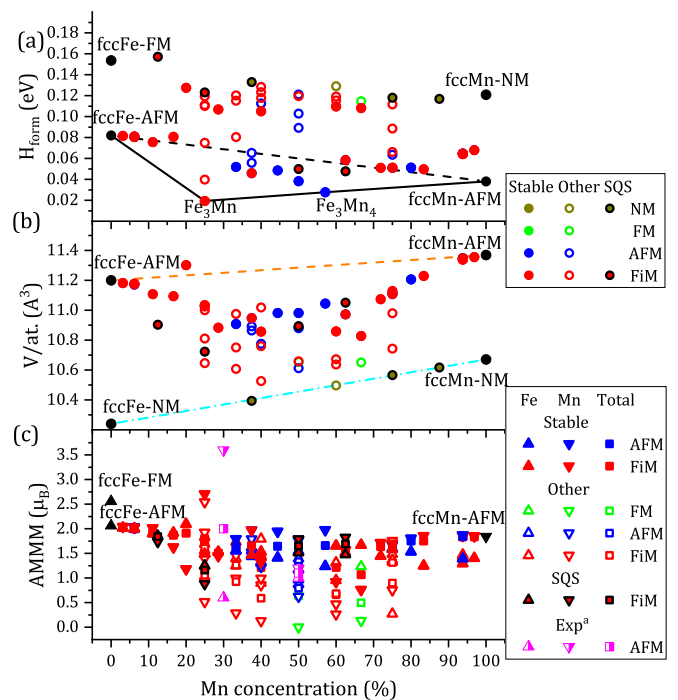 (a)
fccFe-FM
fccMn-NM
fccFe-AFM
Fe3Mn
Fe3Mn4
fccMn-AFM
Hform (eV)
0.18
0.16
0.14
0.12
0.10
0.08
0.06
0.04
0.02
Stable Other SQS
NM
FM
AFM
FiM
(b)
fccMn-AFM
fccFe-AFM
fccMn-NM
fccFe-NM
V/at. (Å³)
11.4
11.2
11.0
10.8
10.6
10.4
(c)
fccFe-FM
fccFe-AFM
fccMn-AFM
AMMM (μB)
3.5
3.0
2.5
2.0
1.5
1.0
0.5
0.0
0 10 20 30 40 50 60 70 80 90 100
Mn concentration (%)
Fe Mn Total
Stable
AFM
FiM
Other
FM
AFM
FiM
SQS
FiM
Expᵃ
AFM